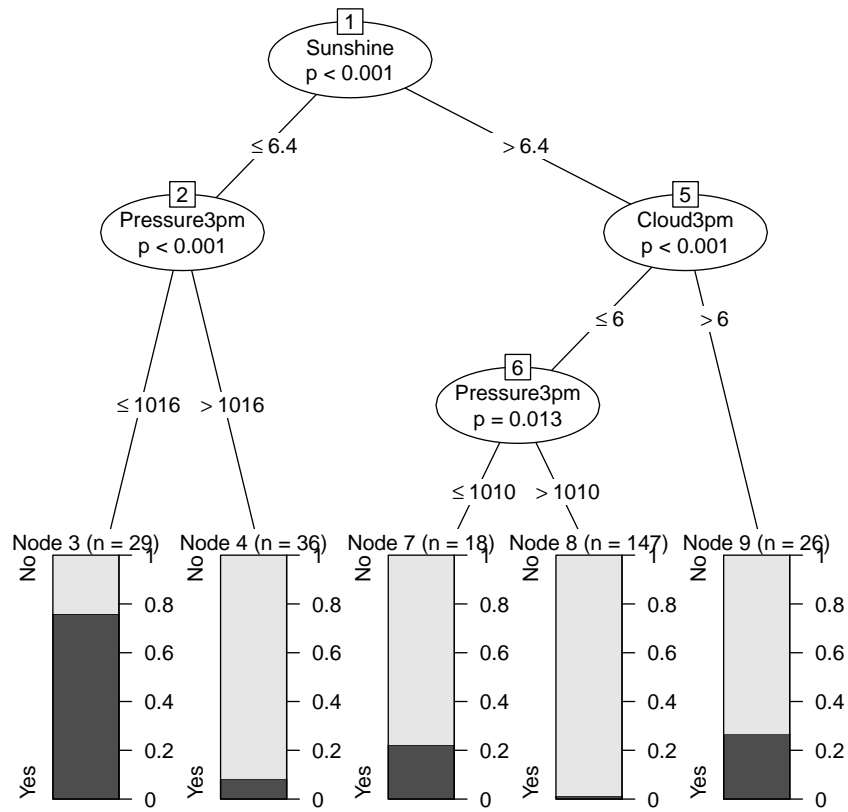 1
Sunshine
p < 0.001
≤ 6.4
> 6.4
2
Pressure3pm
p < 0.001
5
Cloud3pm
p < 0.001
≤ 6
> 6
6
Pressure3pm
p = 0.013
≤ 1016
> 1016
≤ 1010
> 1010
Node 3 (n = 29)
No
Yes
1
0.8
0.6
0.4
0.2
0
Node 4 (n = 36)
No
Yes
1
0.8
0.6
0.4
0.2
0
Node 7 (n = 18)
No
Yes
1
0.8
0.6
0.4
0.2
0
Node 8 (n = 147)
No
Yes
1
0.8
0.6
0.4
0.2
0
Node 9 (n = 26)
No
Yes
1
0.8
0.6
0.4
0.2
0